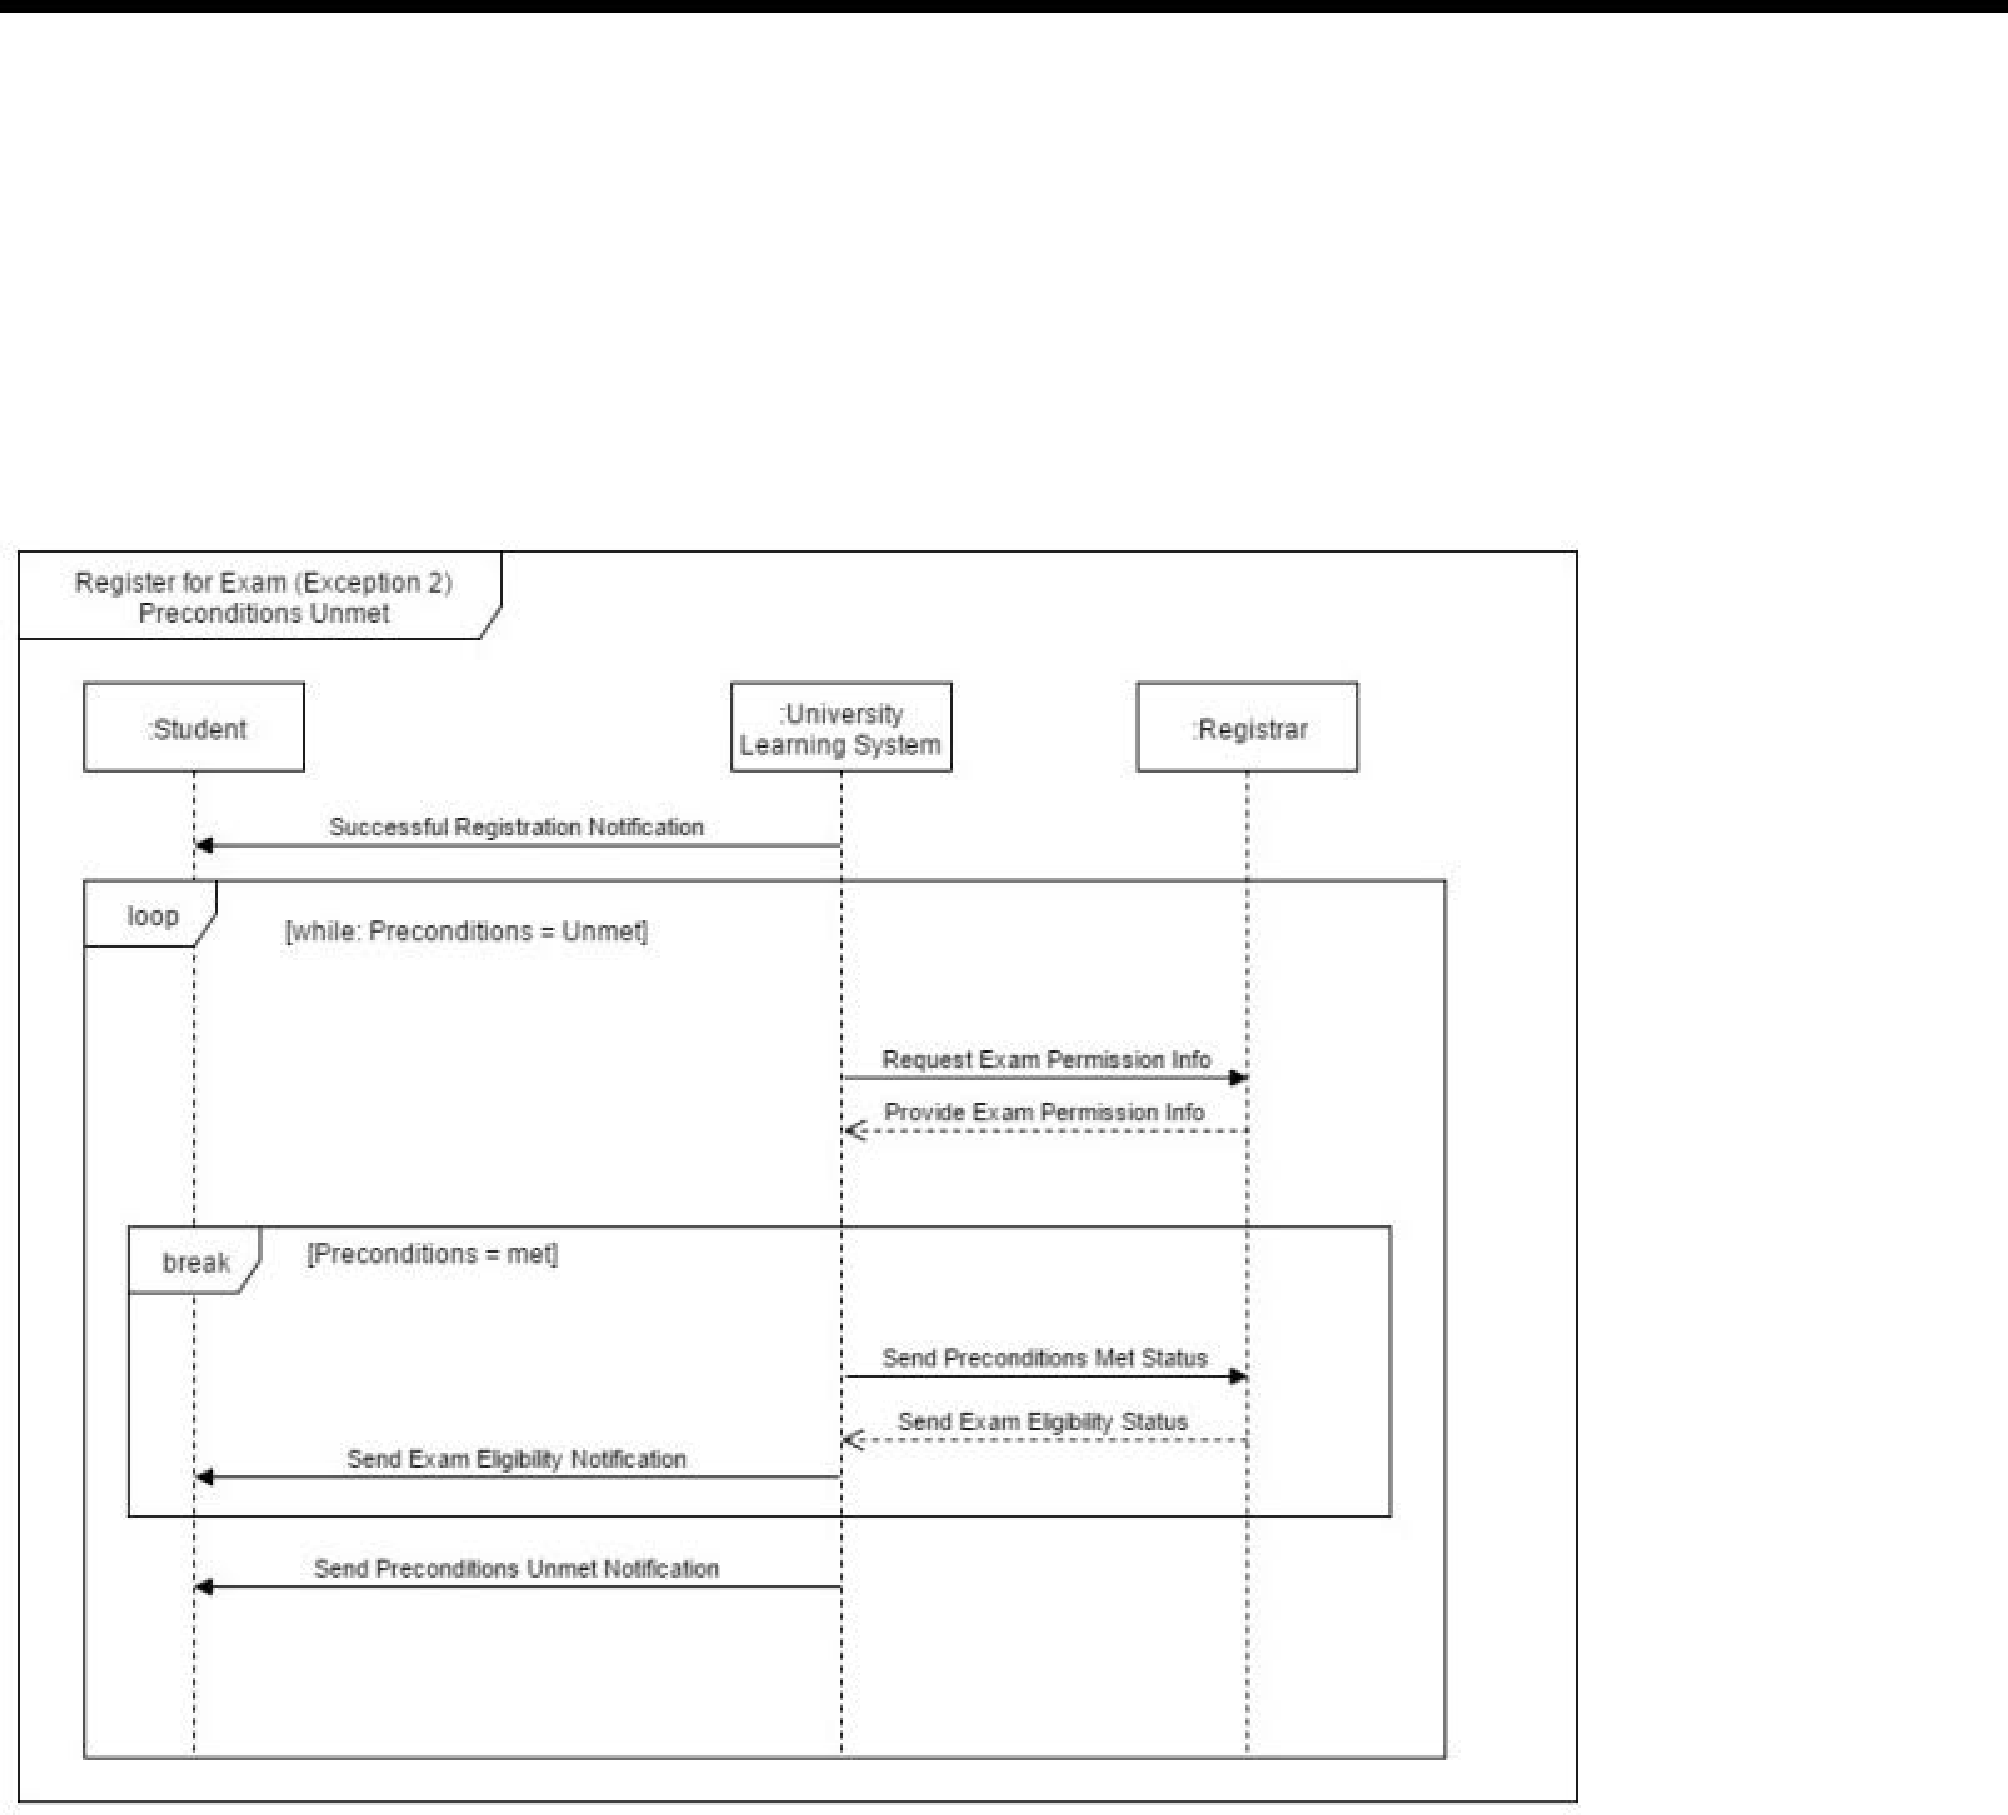 Register for Exam (Exception 2)
Preconditions Unmet
:Student
:University
Learning System
:Registrar
Successful Registration Notification
loop
[while: Preconditions = Unmet]
Request Exam Permission Info
Provide Exam Permission Info
break
[Preconditions = met]
Send Preconditions Met Status
Send Exam Eligibility Status
Send Exam Eligibility Notification
Send Preconditions Unmet Notification